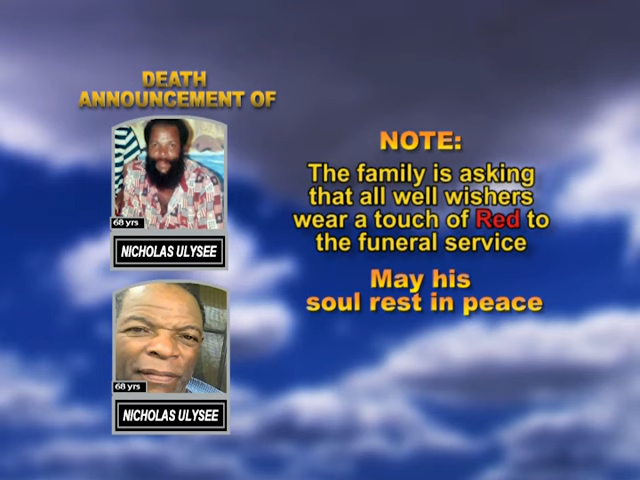 DEATH
ANNOUNCEMENT OF
68 yrs
NICHOLAS ULYSEE
68 yrs
NICHOLAS ULYSEE
NOTE:
The family is asking
that all well wishers
wear a touch of Red to
the funeral service
May his
soul rest in peace